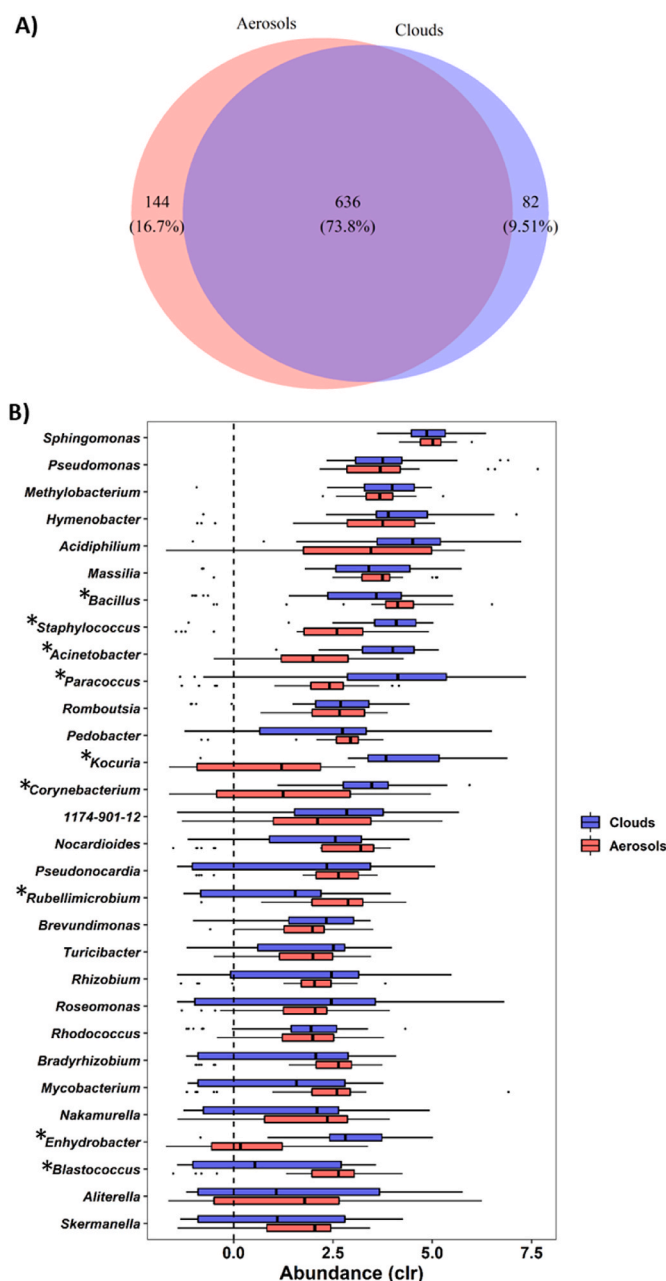 A)
Aerosols
Clouds
144
(16.7%)
636
(73.8%)
82
(9.51%)
B)
Sphingomonas
Pseudomonas
Methylobacterium
Hymenobacter
Acidiphilium
Massilia
*Bacillus
*Staphylococcus
*Acinetobacter
*Paracoccus
Romboutsia
Pedobacter
*Kocuria
*Corynebacterium
1174-901-12
Nocardioides
Pseudonocardia
*Rubellimicrobium
Brevundimonas
Turicibacter
Rhizobium
Roseomonas
Rhodococcus
Bradyrhizobium
Mycobacterium
Nakamurella
*Enhydrobacter
*Blastococcus
Aliterella
Skermanella
Clouds
Aerosols
0.0 2.5 5.0 7.5
Abundance (clr)